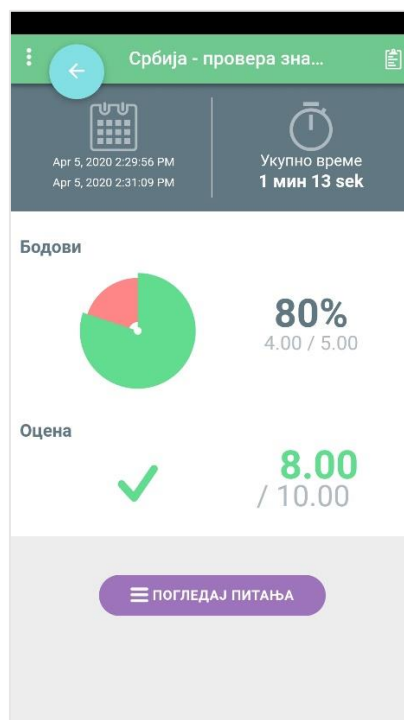 Србија - провера зна...
Apr 5, 2020 2:29:56 PM
Apr 5, 2020 2:31:09 PM
Укупно време
1 мин 13 sek
Бодови
80%
4.00 / 5.00
Оцена
8.00
/ 10.00
ПОГЛЕДАЈ ПИТАЊА